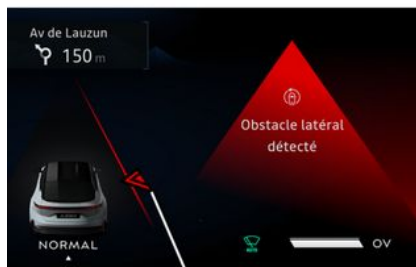 Av de Lauzun
150 m
Obstacle latéral
détecté
NORMAL
OV